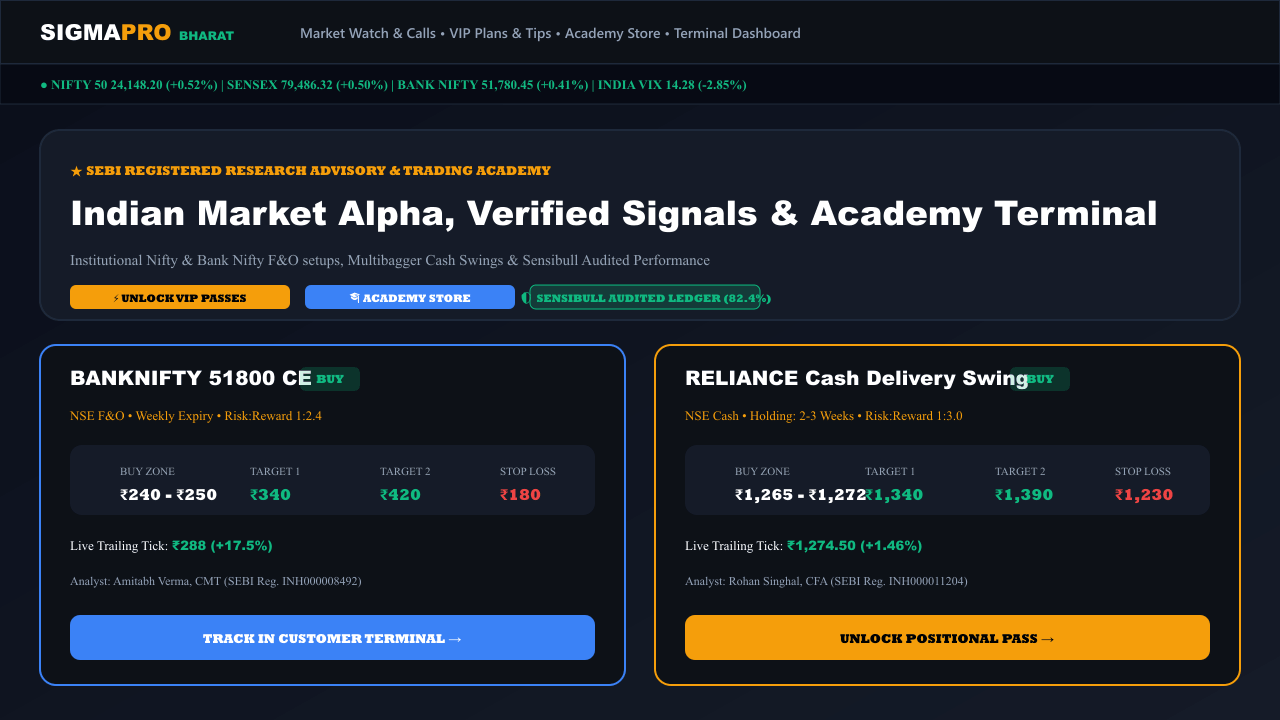 SIGMAPRO BHARAT
Market Watch & Calls • VIP Plans & Tips • Academy Store • Terminal Dashboard
● NIFTY 50 24,148.20 (+0.52%) | SENSEX 79,486.32 (+0.50%) | BANK NIFTY 51,780.45 (+0.41%) | INDIA VIX 14.28 (-2.85%)
★ SEBI REGISTERED RESEARCH ADVISORY & TRADING ACADEMY
Indian Market Alpha, Verified Signals & Academy Terminal
Institutional Nifty & Bank Nifty F&O setups, Multibagger Cash Swings & Sensibull Audited Performance
⚡ UNLOCK VIP PASSES
🎓 ACADEMY STORE
SENSIBULL AUDITED LEDGER (82.4%)
BANKNIFTY 51800 CE BUY
NSE F&O • Weekly Expiry • Risk:Reward 1:2.4
BUY ZONE TARGET 1 TARGET 2 STOP LOSS
₹240 - ₹250 ₹340 ₹420 ₹180
Live Trailing Tick: ₹288 (+17.5%)
Analyst: Amitabh Verma, CMT (SEBI Reg. INH000008492)
TRACK IN CUSTOMER TERMINAL →
RELIANCE Cash Delivery Swing BUY
NSE Cash • Holding: 2-3 Weeks • Risk:Reward 1:3.0
BUY ZONE TARGET 1 TARGET 2 STOP LOSS
₹1,265 - ₹1,272 ₹1,340 ₹1,390 ₹1,230
Live Trailing Tick: ₹1,274.50 (+1.46%)
Analyst: Rohan Singhal, CFA (SEBI Reg. INH000011204)
UNLOCK POSITIONAL PASS →